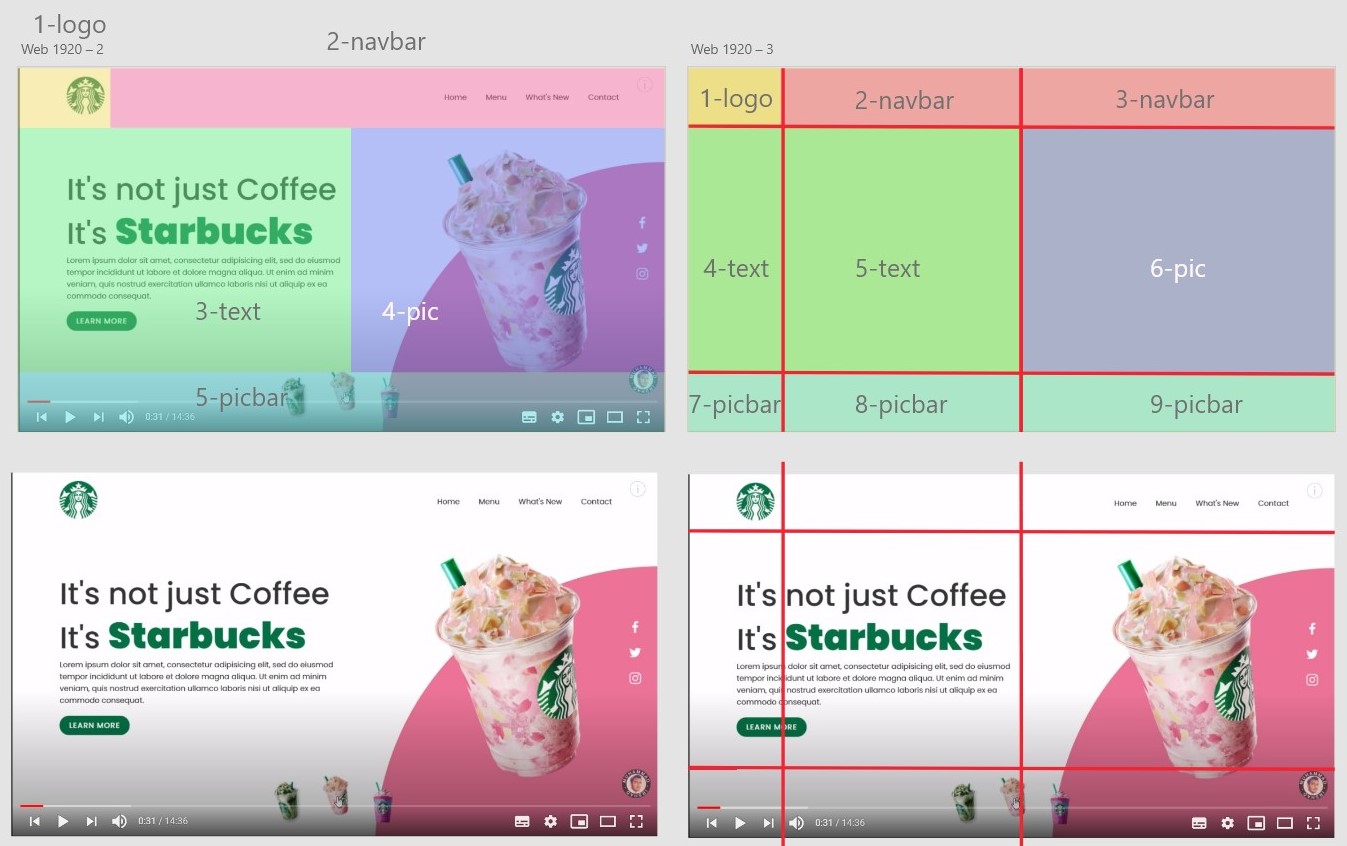 1-logo
Web 1920 – 2
2-navbar
Home Menu What's New Contact
It's not just Coffee
It's Starbucks
Lorem ipsum dolor sit amet, consectetur adipisicing elit, sed do eiusmod
tempor incididunt ut labore et dolore magna aliqua. Ut enim ad minim
veniam, quis nostrud exercitation ullamco laboris nisi ut aliquip ex ea
commodo consequat.
LEARN MORE
3-text
4-pic
5-picbar
0:31 / 14:36
Web 1920 – 3
1-logo
2-navbar
3-navbar
4-text
5-text
6-pic
7-picbar
8-picbar
9-picbar
Home Menu What's New Contact
It's not just Coffee
It's Starbucks
Lorem ipsum dolor sit amet, consectetur adipisicing elit, sed do eiusmod
tempor incididunt ut labore et dolore magna aliqua. Ut enim ad minim
veniam, quis nostrud exercitation ullamco laboris nisi ut aliquip ex ea
commodo consequat.
LEARN MORE
0:31 / 14:36
Home Menu What's New Contact
It's not just Coffee
It's Starbucks
Lorem ipsum dolor sit amet, consectetur adipisicing elit, sed do eiusmod
tempor incididunt ut labore et dolore magna aliqua. Ut enim ad minim
veniam, quis nostrud exercitation ullamco laboris nisi ut aliquip ex ea
commodo consequat.
LEARN MORE
0:31 / 14:36